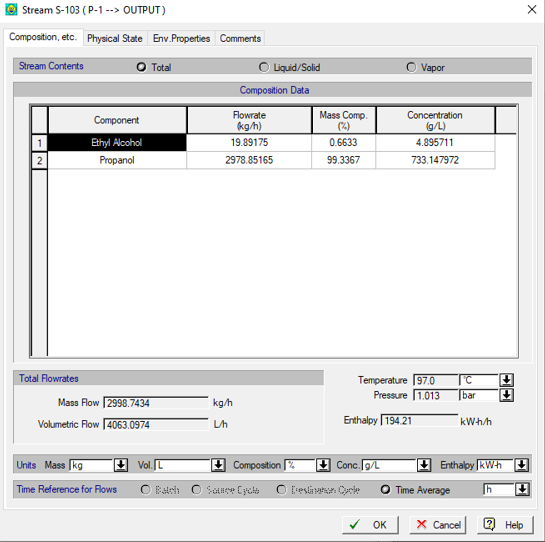 Stream S-103 ( P-1 --> OUTPUT )
Composition, etc. Physical State Env.Properties Comments
Stream Contents Total Liquid/Solid Vapor
Composition Data
Component Flowrate (kg/h) Mass Comp. (%) Concentration (g/L)
1 Ethyl Alcohol 19.89175 0.6633 4.895711
2 Propanol 2978.85165 99.3367 733.147972
Total Flowrates
Mass Flow 2998.7434 kg/h
Volumetric Flow 4063.0974 L/h
Temperature 97.0 °C
Pressure 1.013 bar
Enthalpy 194.21 kW-h/h
Units Mass kg Vol. L Composition % Conc. g/L Enthalpy kW-h
Time Reference for Flows Batch Source Cycle Destination Cycle Time Average h
OK Cancel Help